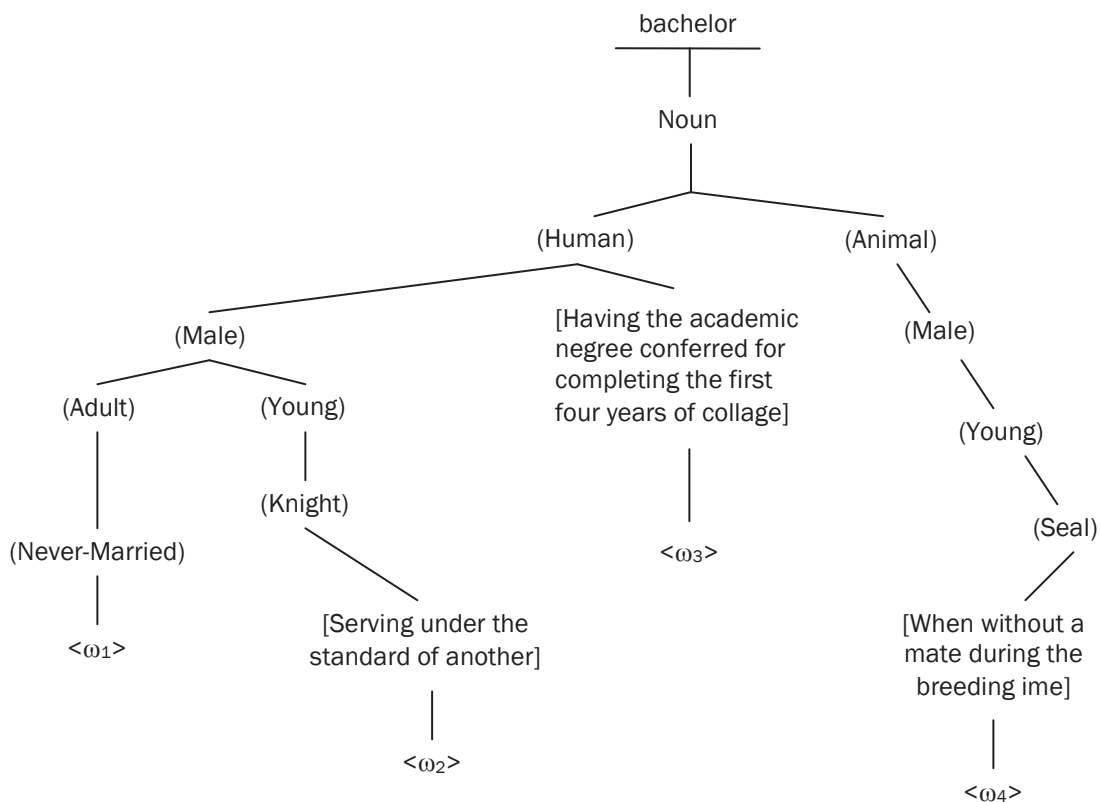 bachelor
Noun
(Human)
(Animal)
(Male)
[Having the academic
negree conferred for
completing the first
four years of collage]
(Male)
(Adult)
(Young)
(Young)
(Knight)
(Seal)
(Never-Married)
<ω₃>
[Serving under the
standard of another]
[When without a
mate during the
breeding ime]
<ω₁>
<ω₂>
<ω₄>